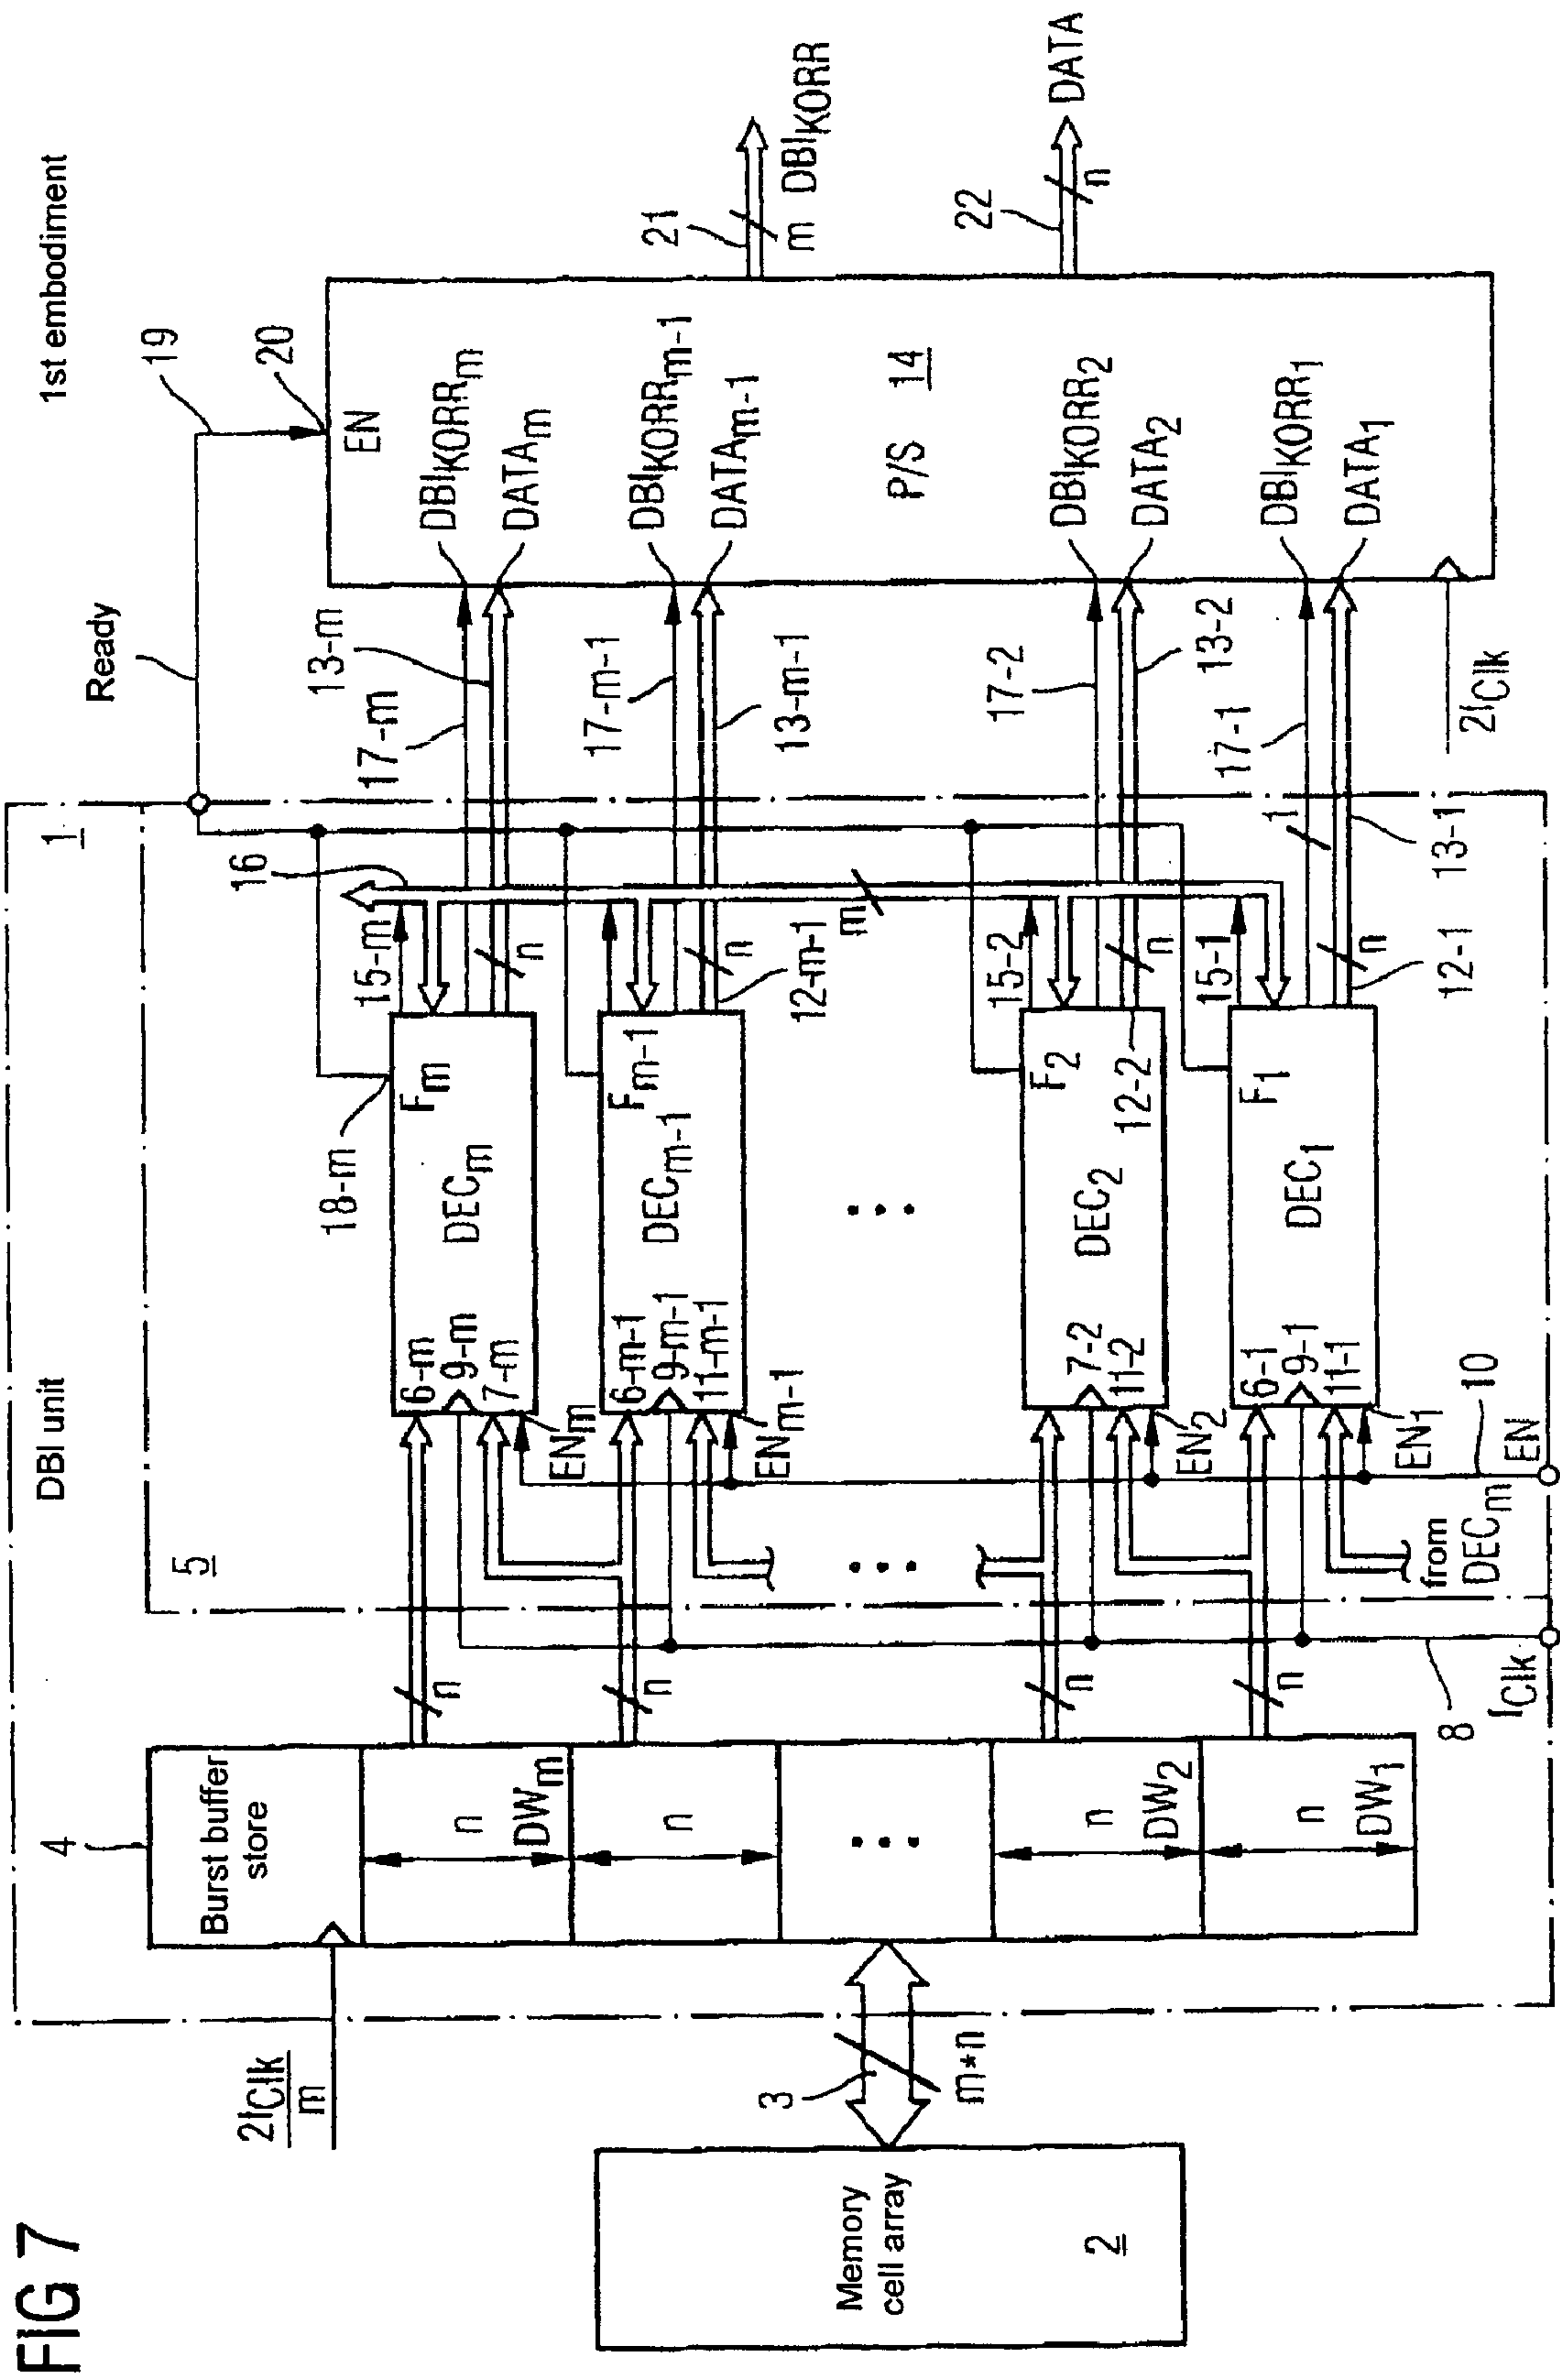 FIG 7
1st embodiment
DBI unit
1
5
Memory
cell array
2
3
m*n
2fClk
m
4
Burst buffer
store
n
DWm
n
n
DW2
n
DW1
n
n
n
n
8
fClk
10
EN
from
DECm
6-m
9-m
7-m
ENm
Fm
DECm
18-m
6-m-1
9-m-1
11-m-1
ENm-1
Fm-1
DECm-1
7-2
11-2
EN2
F2
DEC2
12-2
6-1
9-1
11-1
EN1
F1
DEC1
15-m
16
n
12-m-1
n
m
15-2
n
15-1
n
12-1
1
13-1
Ready
19
20
17-m
13-m
17-m-1
13-m-1
17-2
13-2
17-1
2fClk
EN
DBIKORRm
DATAm
DBIKORRm-1
DATAm-1
P/S 14
DBIKORR2
DATA2
DBIKORR1
DATA1
21
m
DBIKORR
22
n
DATA